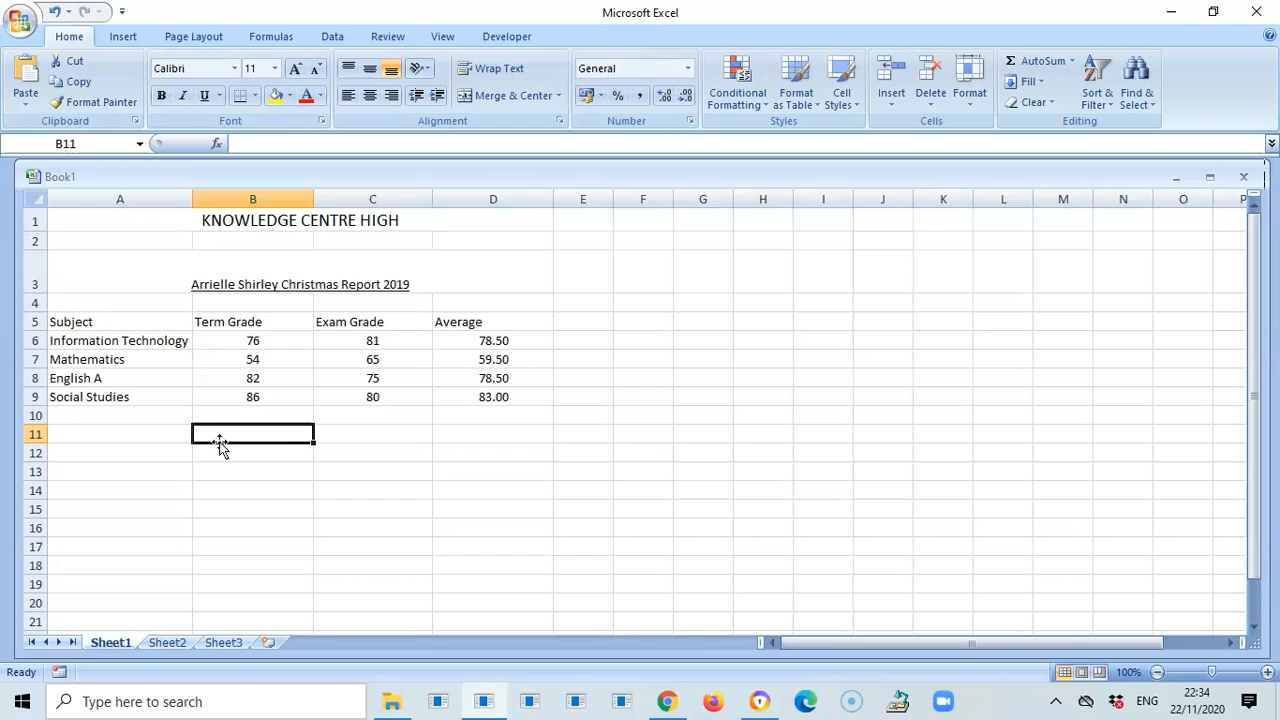 Microsoft Excel
Home Insert Page Layout Formulas Data Review View Developer
Paste Cut Calibri 11 A A Wrap Text General Conditional Formatting Format as Table Cell Styles Insert Delete Format Σ AutoSum Sort & Filter Find & Select
Copy Fill
Format Painter B I U A Merge & Center % , Clear
Clipboard Font Alignment Number Styles Cells Editing
B11 fx
Book1
A B C D E F G H I J K L M N O P
1 KNOWLEDGE CENTRE HIGH
2
3 Arrielle Shirley Christmas Report 2019
4
5 Subject Term Grade Exam Grade Average
6 Information Technology 76 81 78.50
7 Mathematics 54 65 59.50
8 English A 82 75 78.50
9 Social Studies 86 80 83.00
10
11
12
13
14
15
16
17
18
19
20
21
Sheet1 Sheet2 Sheet3
Ready 100%
Type here to search ENG 22:34
22/11/2020